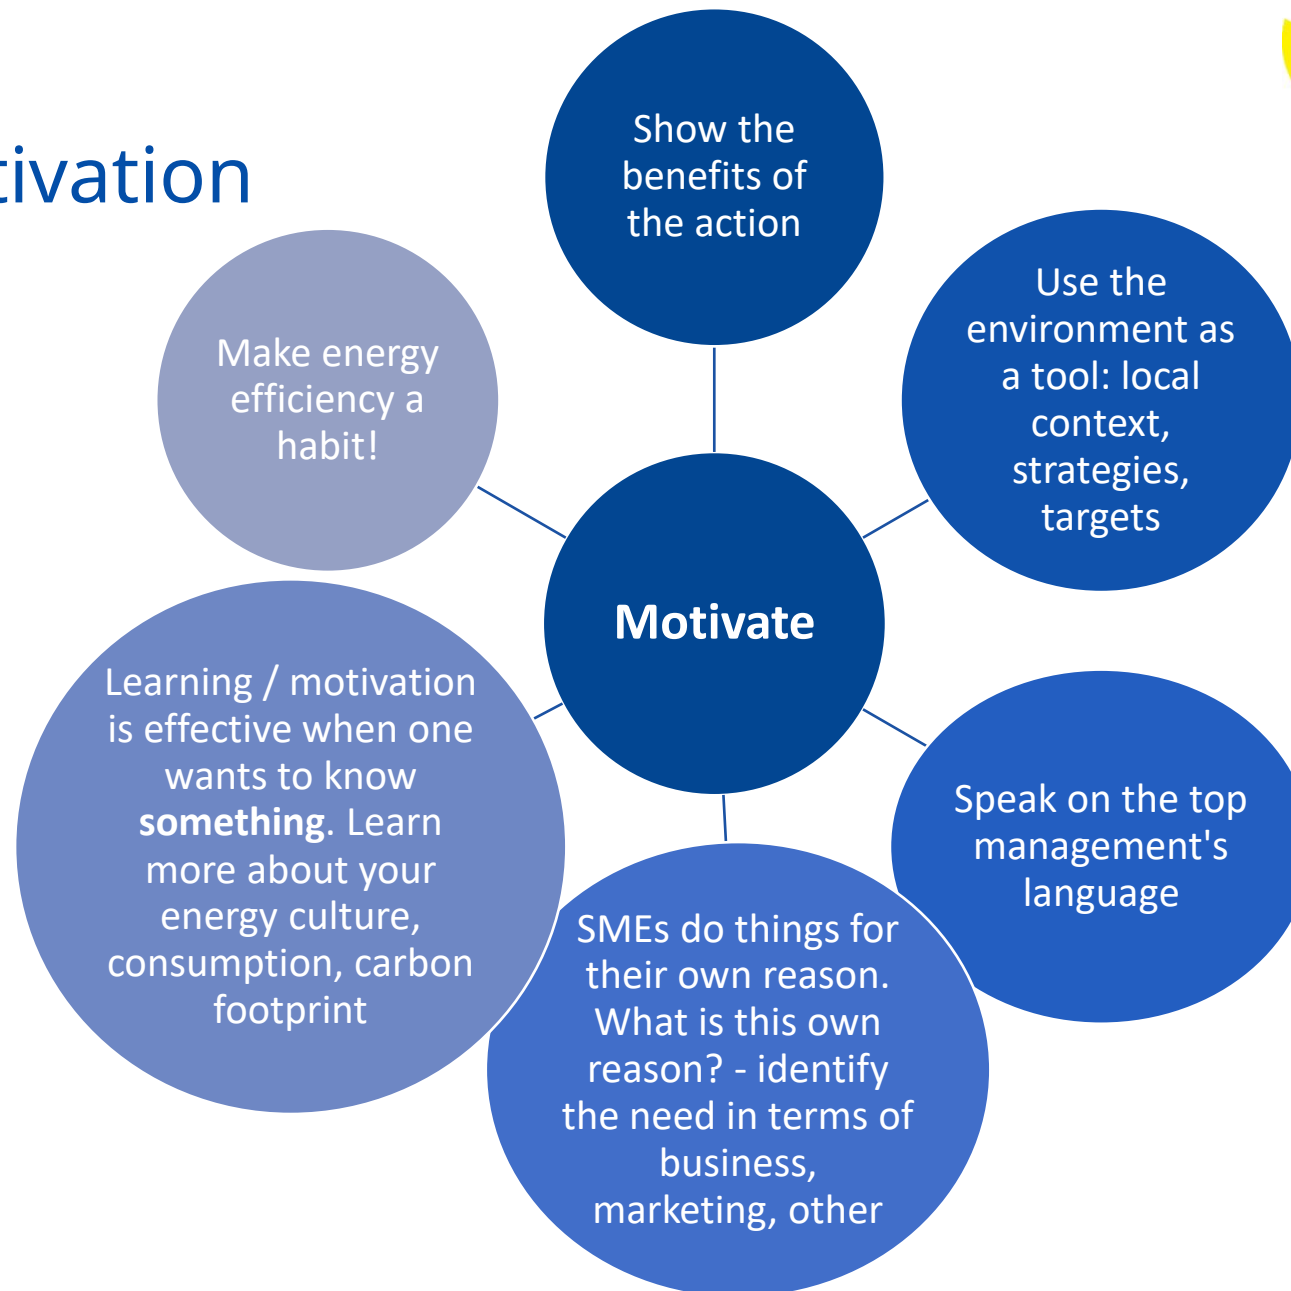 tivation
Show the
benefits of
the action
Use the
environment as
a tool: local
context,
strategies,
targets
Speak on the top
management's
language
SMEs do things for
their own reason.
What is this own
reason? - identify
the need in terms of
business,
marketing, other
Learning / motivation
is effective when one
wants to know
something. Learn
more about your
energy culture,
consumption, carbon
footprint
Make energy
efficiency a
habit!
Motivate